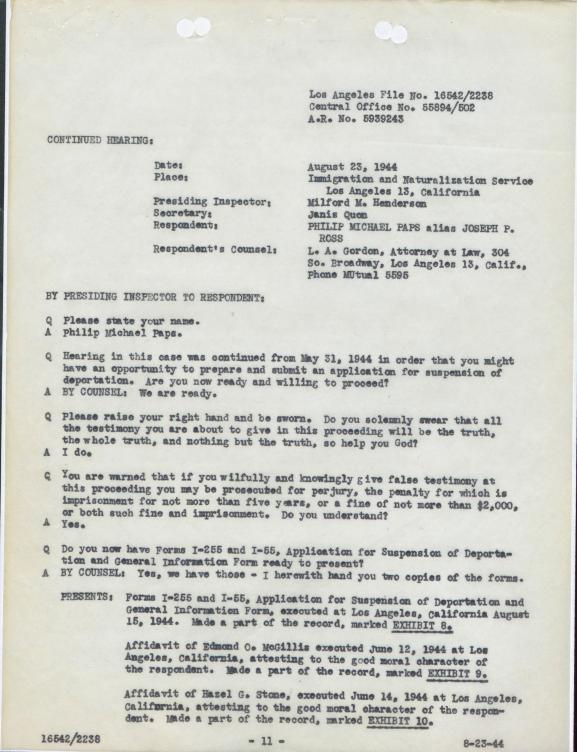 Los Angeles File No. 16542/2238
Central Office No. 55894/502
A.R. No. 5939243
CONTINUED HEARING:
Date: August 23, 1944
Place: Immigration and Naturalization Service
Los Angeles 13, California
Presiding Inspector: Milford M. Henderson
Secretary: Janis Quon
Respondent: PHILIP MICHAEL PAPS alias JOSEPH P.
ROSS
Respondent's Counsel: L. A. Gordon, Attorney at Law, 304
So. Broadway, Los Angeles 13, Calif.,
Phone MUtual 5595
BY PRESIDING INSPECTOR TO RESPONDENT:
Q Please state your name.
A Philip Michael Paps.
Q Hearing in this case was continued from May 31, 1944 in order that you might
have an opportunity to prepare and submit an application for suspension of
deportation. Are you now ready and willing to proceed?
A BY COUNSEL: We are ready.
Q Please raise your right hand and be sworn. Do you solemnly swear that all
the testimony you are about to give in this proceeding will be the truth,
the whole truth, and nothing but the truth, so help you God?
A I do.
Q You are warned that if you wilfully and knowingly give false testimony at
this proceeding you may be prosecuted for perjury, the penalty for which is
imprisonment for not more than five years, or a fine of not more than $2,000,
or both such fine and imprisonment. Do you understand?
A Yes.
Q Do you now have Forms I-255 and I-55, Application for Suspension of Deporta-
tion and General Information Form ready to present?
A BY COUNSEL: Yes, we have those - I herewith hand you two copies of the forms.
PRESENTS: Forms I-256 and I-55, Application for Suspension of Deportation and
General Information Form, executed at Los Angeles, California August
15, 1944. Made a part of the record, marked EXHIBIT 8.
Affidavit of Edmond C. McGillis executed June 12, 1944 at Los
Angeles, California, attesting to the good moral character of
the respondent. Made a part of the record, marked EXHIBIT 9.
Affidavit of Hazel G. Stone, executed June 14, 1944 at Los Angeles,
California, attesting to the good moral character of the respon-
dent. Made a part of the record, marked EXHIBIT 10.
16542/2238 - 11 - 8-23-44